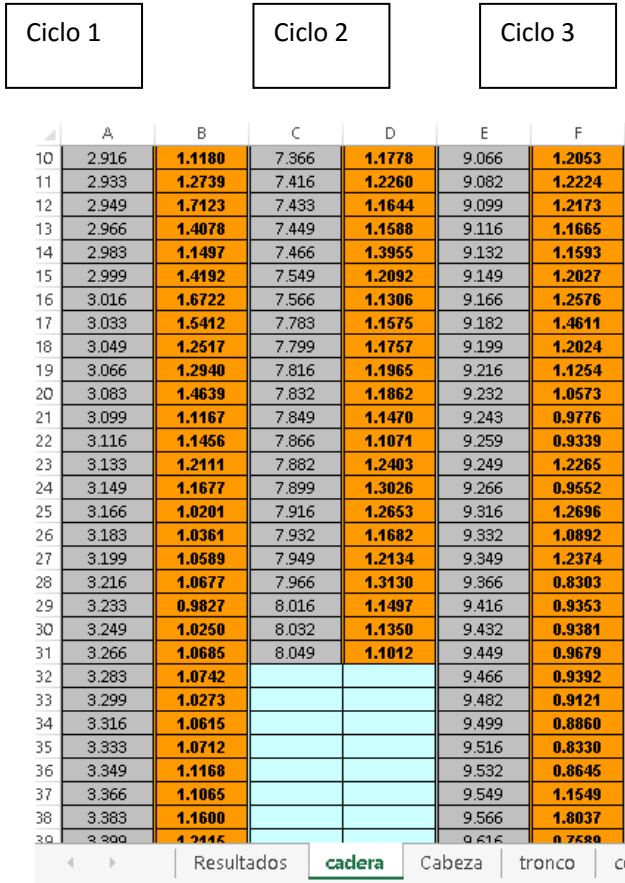 Ciclo 1 Ciclo 2 Ciclo 3
A B C D E F
10 2.916 1.1180 7.366 1.1778 9.066 1.2053
11 2.933 1.2739 7.416 1.2260 9.082 1.2224
12 2.949 1.7123 7.433 1.1644 9.099 1.2173
13 2.966 1.4078 7.449 1.1588 9.116 1.1665
14 2.983 1.1497 7.466 1.3955 9.132 1.1593
15 2.999 1.4192 7.549 1.2092 9.149 1.2027
16 3.016 1.6722 7.566 1.1306 9.166 1.2576
17 3.033 1.5412 7.783 1.1575 9.182 1.4611
18 3.049 1.2517 7.799 1.1757 9.199 1.2024
19 3.066 1.2940 7.816 1.1965 9.216 1.1254
20 3.083 1.4639 7.832 1.1862 9.232 1.0573
21 3.099 1.1167 7.849 1.1470 9.243 0.9776
22 3.116 1.1456 7.866 1.1071 9.259 0.9339
23 3.133 1.2111 7.882 1.2403 9.249 1.2265
24 3.149 1.1677 7.899 1.3026 9.266 0.9552
25 3.166 1.0201 7.916 1.2653 9.316 1.2696
26 3.183 1.0361 7.932 1.1682 9.332 1.0892
27 3.199 1.0589 7.949 1.2134 9.349 1.2374
28 3.216 1.0677 7.966 1.3130 9.366 0.8303
29 3.233 0.9827 8.016 1.1497 9.416 0.9353
30 3.249 1.0250 8.032 1.1350 9.432 0.9381
31 3.266 1.0685 8.049 1.1012 9.449 0.9679
32 3.283 1.0742 9.466 0.9392
33 3.299 1.0273 9.482 0.9121
34 3.316 1.0615 9.499 0.8860
35 3.333 1.0712 9.516 0.8330
36 3.349 1.1168 9.532 0.8645
37 3.366 1.1065 9.549 1.1549
38 3.383 1.1600 9.566 1.8037
39 3.399 1.2115 9.616 0.7589
Resultados cadera Cabeza tronco